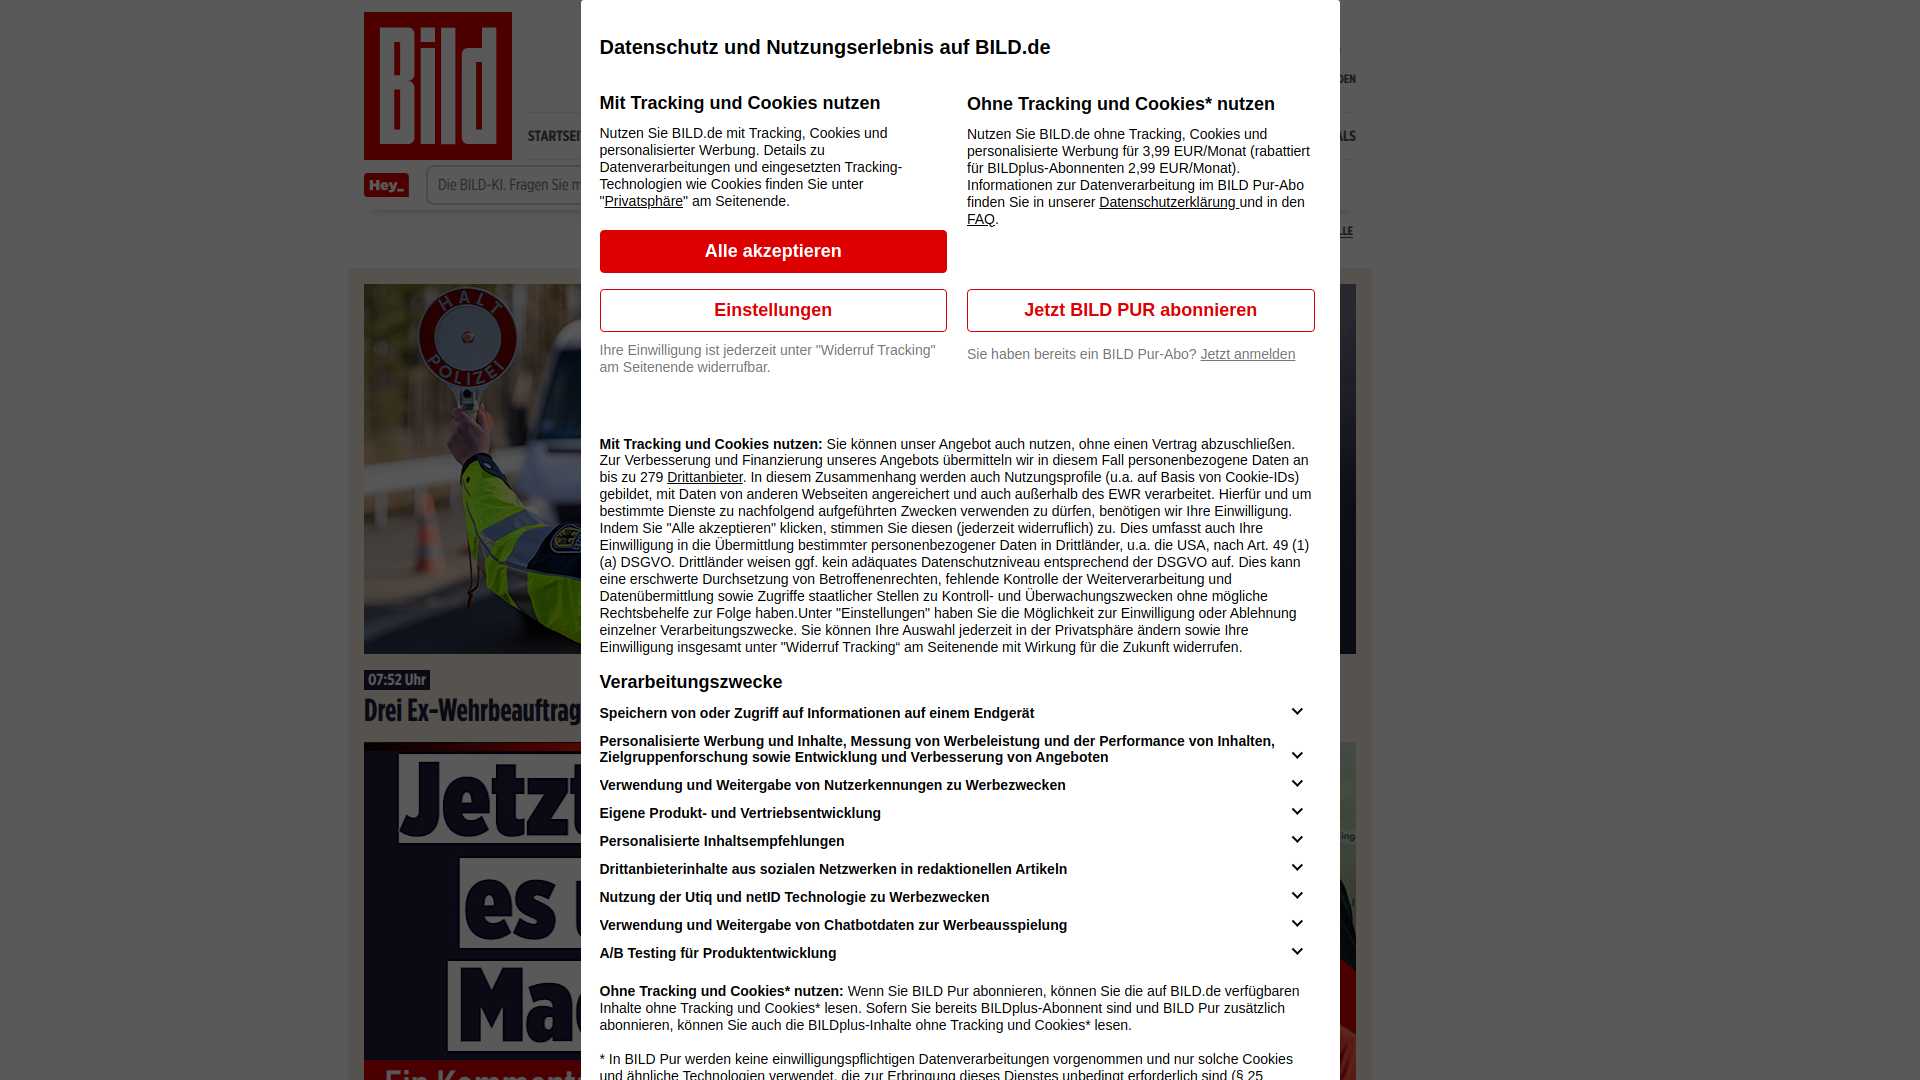 Bild
Datenschutz und Nutzungserlebnis auf BILD.de
DEN
STARTSEI
ALS
Hey_
Die BILD-KI. Fragen Sie m
LLE
Mit Tracking und Cookies nutzen
Nutzen Sie BILD.de mit Tracking, Cookies und
personalisierter Werbung. Details zu
Datenverarbeitungen und eingesetzten Tracking-
Technologien wie Cookies finden Sie unter
"Privatsphäre" am Seitenende.
Alle akzeptieren
Einstellungen
Ihre Einwilligung ist jederzeit unter "Widerruf Tracking"
am Seitenende widerrufbar.
Ohne Tracking und Cookies* nutzen
Nutzen Sie BILD.de ohne Tracking, Cookies und
personalisierte Werbung für 3,99 EUR/Monat (rabattiert
für BILDplus-Abonnenten 2,99 EUR/Monat).
Informationen zur Datenverarbeitung im BILD Pur-Abo
finden Sie in unserer Datenschutzerklärung und in den
FAQ.
Jetzt BILD PUR abonnieren
Sie haben bereits ein BILD Pur-Abo? Jetzt anmelden
HALT
POLIZEI
Mit Tracking und Cookies nutzen: Sie können unser Angebot auch nutzen, ohne einen Vertrag abzuschließen.
Zur Verbesserung und Finanzierung unseres Angebots übermitteln wir in diesem Fall personenbezogene Daten an
bis zu 279 Drittanbieter. In diesem Zusammenhang werden auch Nutzungsprofile (u.a. auf Basis von Cookie-IDs)
gebildet, mit Daten von anderen Webseiten angereichert und auch außerhalb des EWR verarbeitet. Hierfür und um
bestimmte Dienste zu nachfolgend aufgeführten Zwecken verwenden zu dürfen, benötigen wir Ihre Einwilligung.
Indem Sie "Alle akzeptieren" klicken, stimmen Sie diesen (jederzeit widerruflich) zu. Dies umfasst auch Ihre
Einwilligung in die Übermittlung bestimmter personenbezogener Daten in Drittländer, u.a. die USA, nach Art. 49 (1)
(a) DSGVO. Drittländer weisen ggf. kein adäquates Datenschutzniveau entsprechend der DSGVO auf. Dies kann
eine erschwerte Durchsetzung von Betroffenenrechten, fehlende Kontrolle der Weiterverarbeitung und
Datenübermittlung sowie Zugriffe staatlicher Stellen zu Kontroll- und Überwachungszwecken ohne mögliche
Rechtsbehelfe zur Folge haben.Unter "Einstellungen" haben Sie die Möglichkeit zur Einwilligung oder Ablehnung
einzelner Verarbeitungszwecke. Sie können Ihre Auswahl jederzeit in der Privatsphäre ändern sowie Ihre
Einwilligung insgesamt unter "Widerruf Tracking“ am Seitenende mit Wirkung für die Zukunft widerrufen.
07:52 Uhr
Drei Ex-Wehrbeauftrag
Jetzt
es
Mac
Ein Kommenta
ing
Verarbeitungszwecke
Speichern von oder Zugriff auf Informationen auf einem Endgerät
Personalisierte Werbung und Inhalte, Messung von Werbeleistung und der Performance von Inhalten,
Zielgruppenforschung sowie Entwicklung und Verbesserung von Angeboten
Verwendung und Weitergabe von Nutzerkennungen zu Werbezwecken
Eigene Produkt- und Vertriebsentwicklung
Personalisierte Inhaltsempfehlungen
Drittanbieterinhalte aus sozialen Netzwerken in redaktionellen Artikeln
Nutzung der Utiq und netID Technologie zu Werbezwecken
Verwendung und Weitergabe von Chatbotdaten zur Werbeausspielung
A/B Testing für Produktentwicklung
Ohne Tracking und Cookies* nutzen: Wenn Sie BILD Pur abonnieren, können Sie die auf BILD.de verfügbaren
Inhalte ohne Tracking und Cookies* lesen. Sofern Sie bereits BILDplus-Abonnent sind und BILD Pur zusätzlich
abonnieren, können Sie auch die BILDplus-Inhalte ohne Tracking und Cookies* lesen.
* In BILD Pur werden keine einwilligungspflichtigen Datenverarbeitungen vorgenommen und nur solche Cookies
und ähnliche Technologien verwendet, die zur Erbringung dieses Dienstes unbedingt erforderlich sind (§ 25